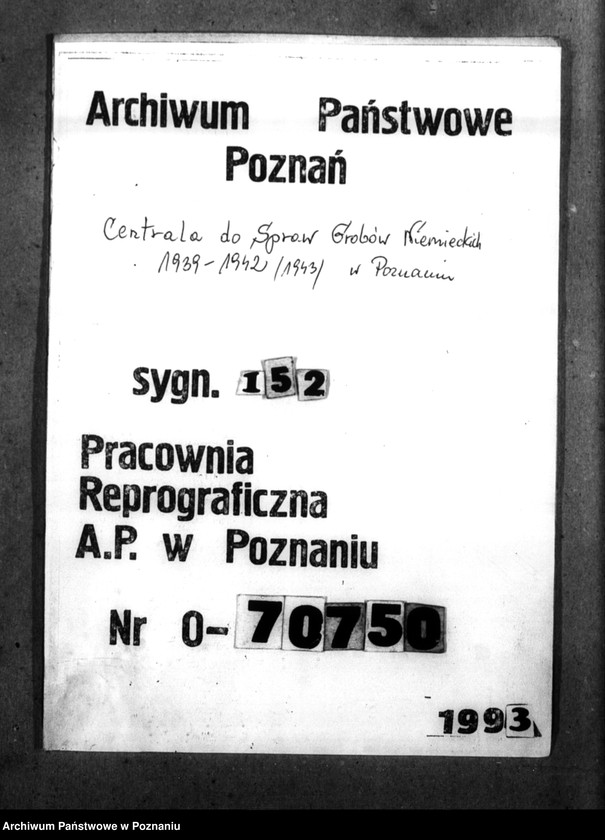 Archiwum Państwowe
Poznań
Centrala do Spraw Grobów Niemieckich
1939-1942 /1943/ w Poznaniu
sygn. 152
Pracownia
Reprograficzna
A.P. w Poznaniu
Nr O-70750
1993
Archiwum Państwowe w Poznaniu